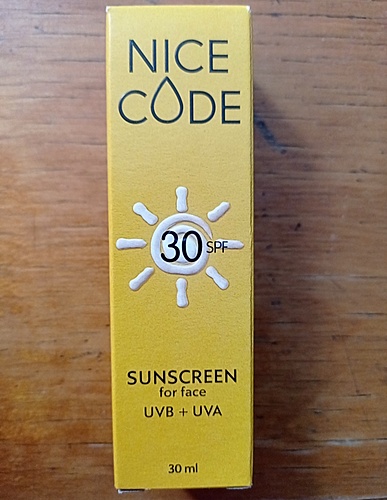 NICE
CODE
30 SPF
SUNSCREEN
for face
UVB + UVA
30 ml